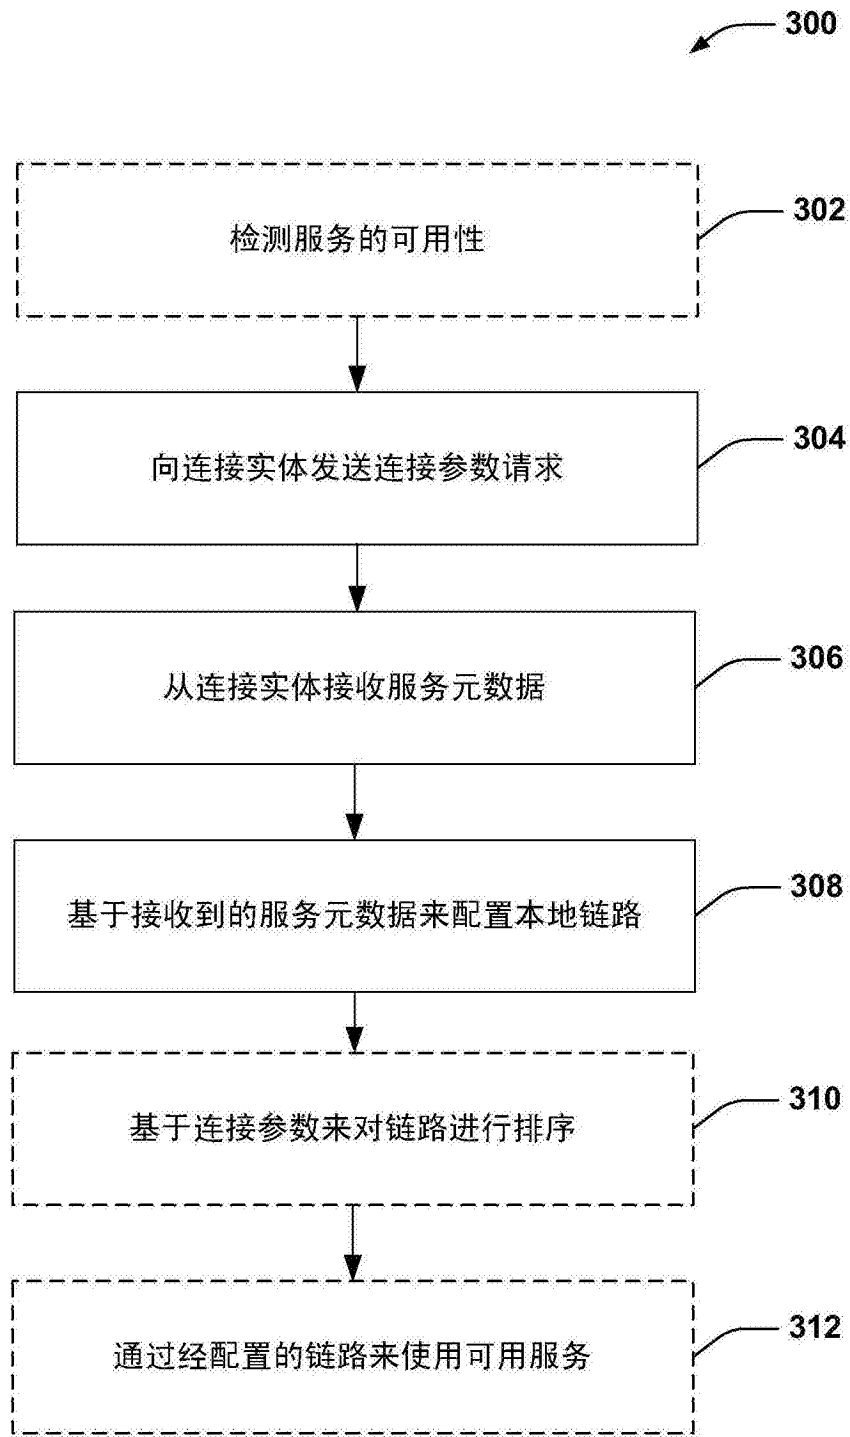 300
检测服务的可用性
302
向连接实体发送连接参数请求
304
从连接实体接收服务元数据
306
基于接收到的服务元数据来配置本地链路
308
基于连接参数来对链路进行排序
310
通过经配置的链路来使用可用服务
312